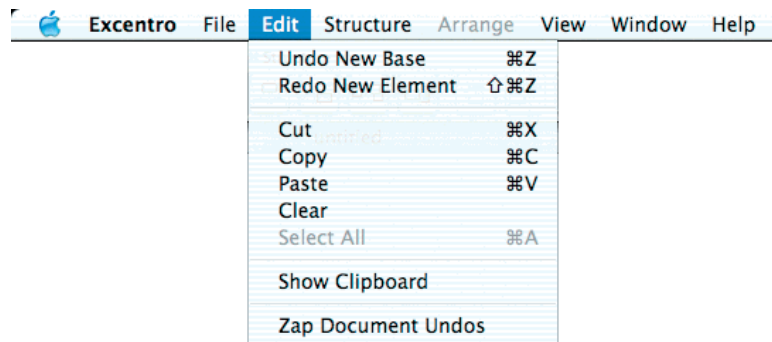 Excentro File Edit Structure Arrange View Window Help
Undo New Base ⌘Z
Redo New Element ⇧⌘Z
Cut ⌘X
Copy ⌘C
Paste ⌘V
Clear
Select All ⌘A
Show Clipboard
Zap Document Undos